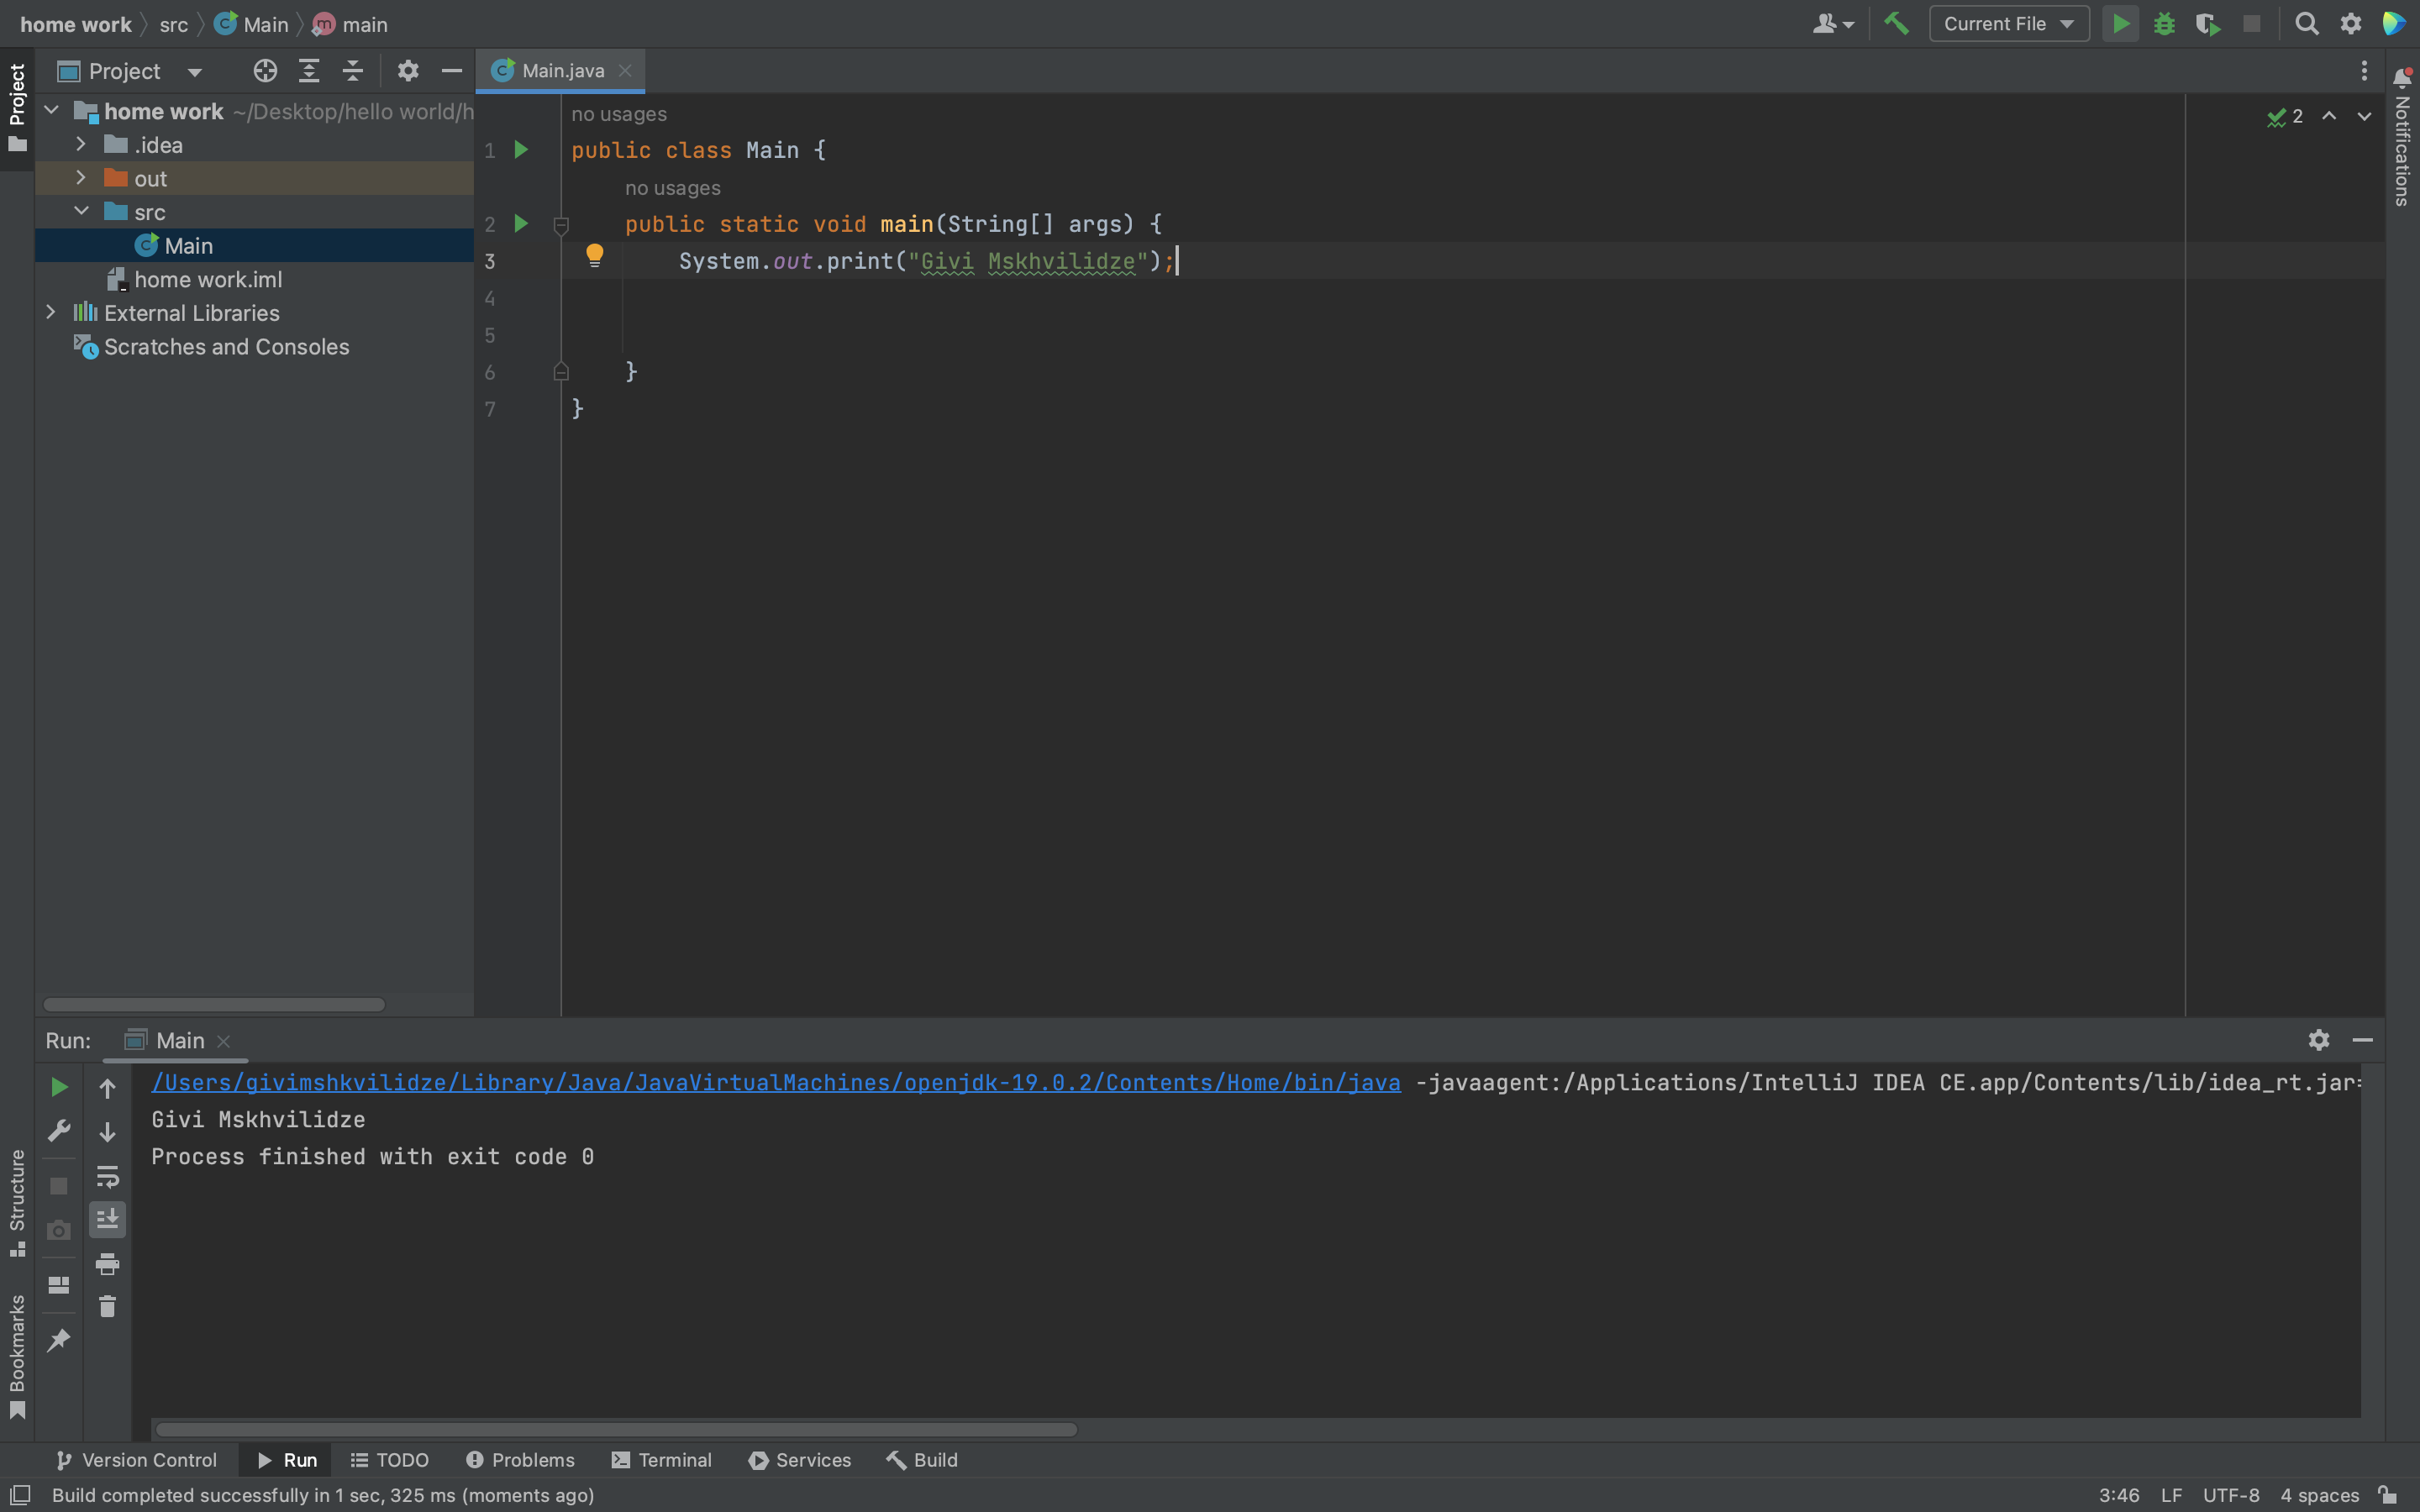 home work src Main main Current File
Project
Project
Main.java
home work ~/Desktop/hello world/h
.idea
out
src
Main
home work.iml
External Libraries
Scratches and Consoles
no usages
1 public class Main {
no usages
2 public static void main(String[] args) {
3 System.out.print("Givi Mskhvilidze");
4
5
6 }
7 }
2
Notifications
Run: Main
/Users/givimshkvilidze/Library/Java/JavaVirtualMachines/openjdk-19.0.2/Contents/Home/bin/java -javaagent:/Applications/IntelliJ IDEA CE.app/Contents/lib/idea_rt.jar=
Givi Mskhvilidze
Process finished with exit code 0
Structure
Bookmarks
Version Control Run TODO Problems Terminal Services Build
Build completed successfully in 1 sec, 325 ms (moments ago) 3:46 LF UTF-8 4 spaces